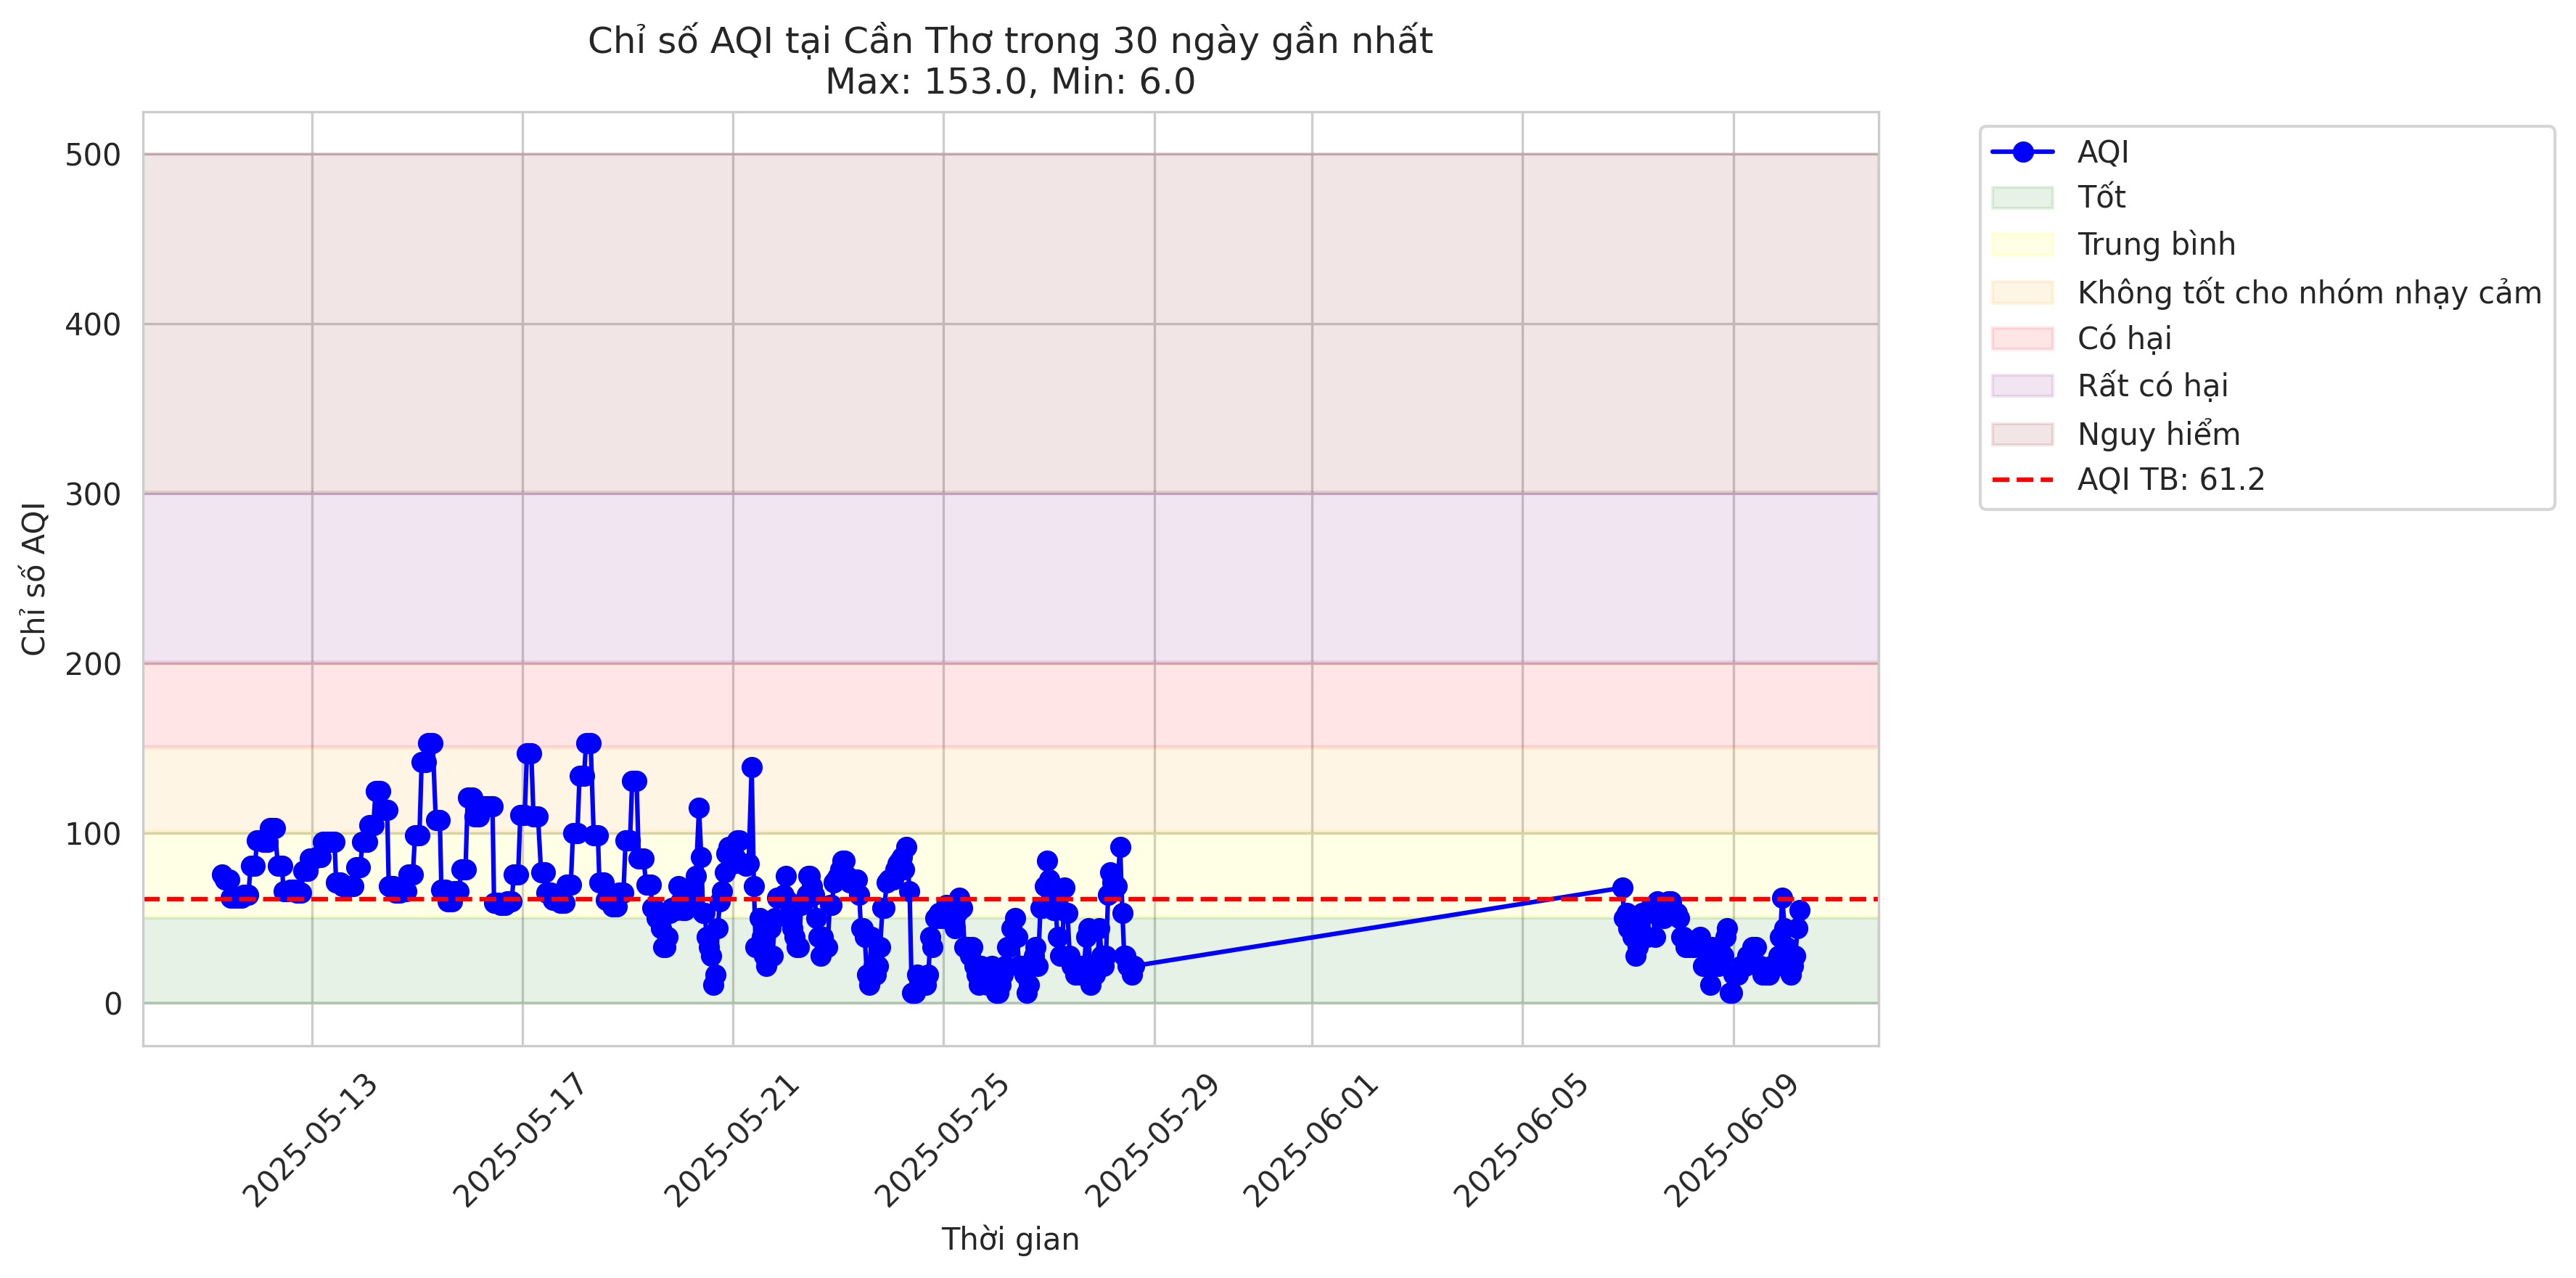 Chỉ số AQI tại Cần Thơ trong 30 ngày gần nhất
Max: 153.0, Min: 6.0
Chỉ số AQI
500
400
300
200
100
0
2025-05-13
2025-05-17
2025-05-21
2025-05-25
2025-05-29
2025-06-01
2025-06-05
2025-06-09
Thời gian
AQI
Tốt
Trung bình
Không tốt cho nhóm nhạy cảm
Có hại
Rất có hại
Nguy hiểm
AQI TB: 61.2